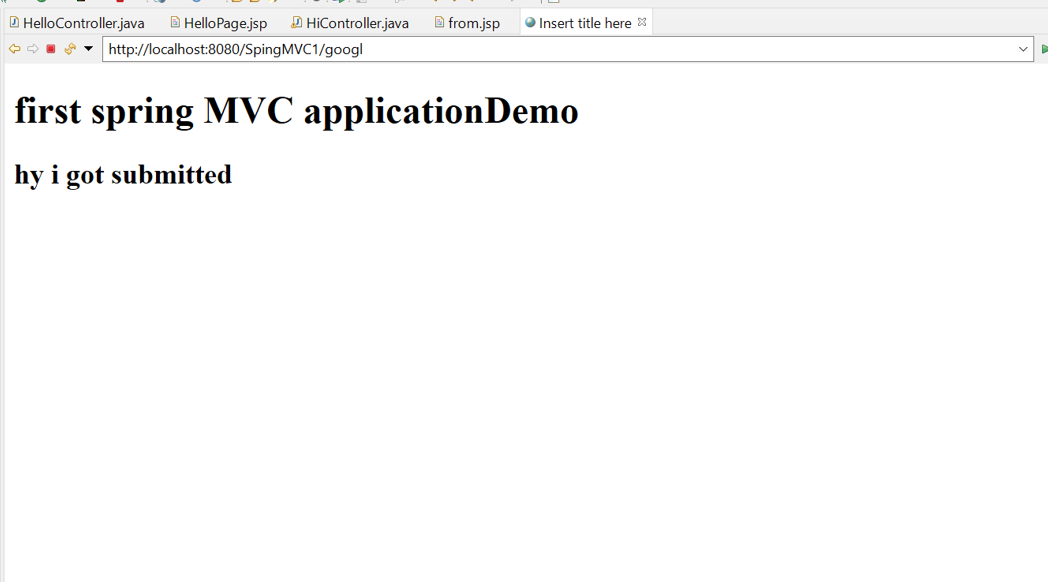 HelloController.java HelloPage.jsp HiController.java from.jsp Insert title here
http://localhost:8080/SpingMVC1/googl
first spring MVC applicationDemo
hy i got submitted